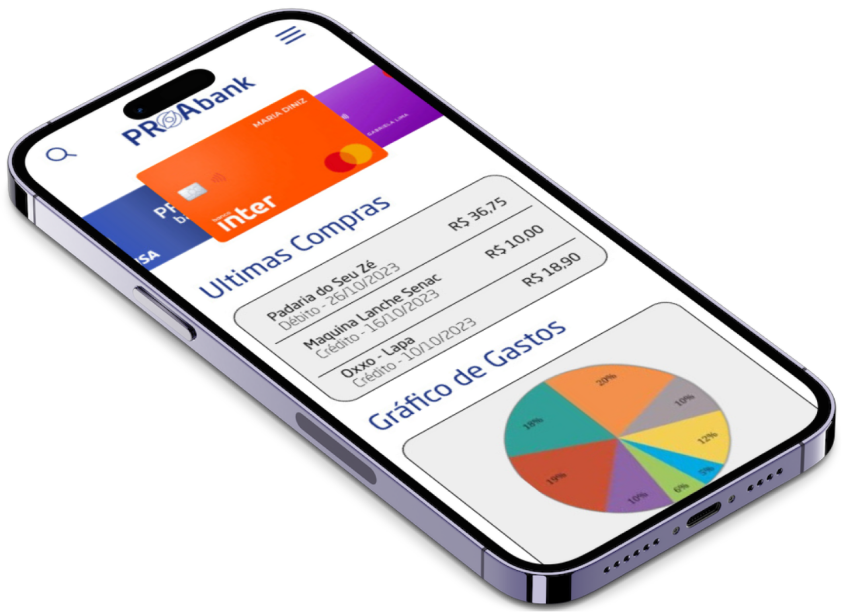 PROAbank
MARIA DINIZ
GABRIELA LIMA
inter
Ultimas Compras
Padaria do Seu Zé R$ 36,75
Débito - 26/10/2023
Maquina Lanche Senac R$ 10,00
Crédito - 16/10/2023
Oxxo - Lapa R$ 18,90
Crédito - 10/10/2023
Gráfico de Gastos
20%
18%
10%
12%
19%
5%
10%
6%